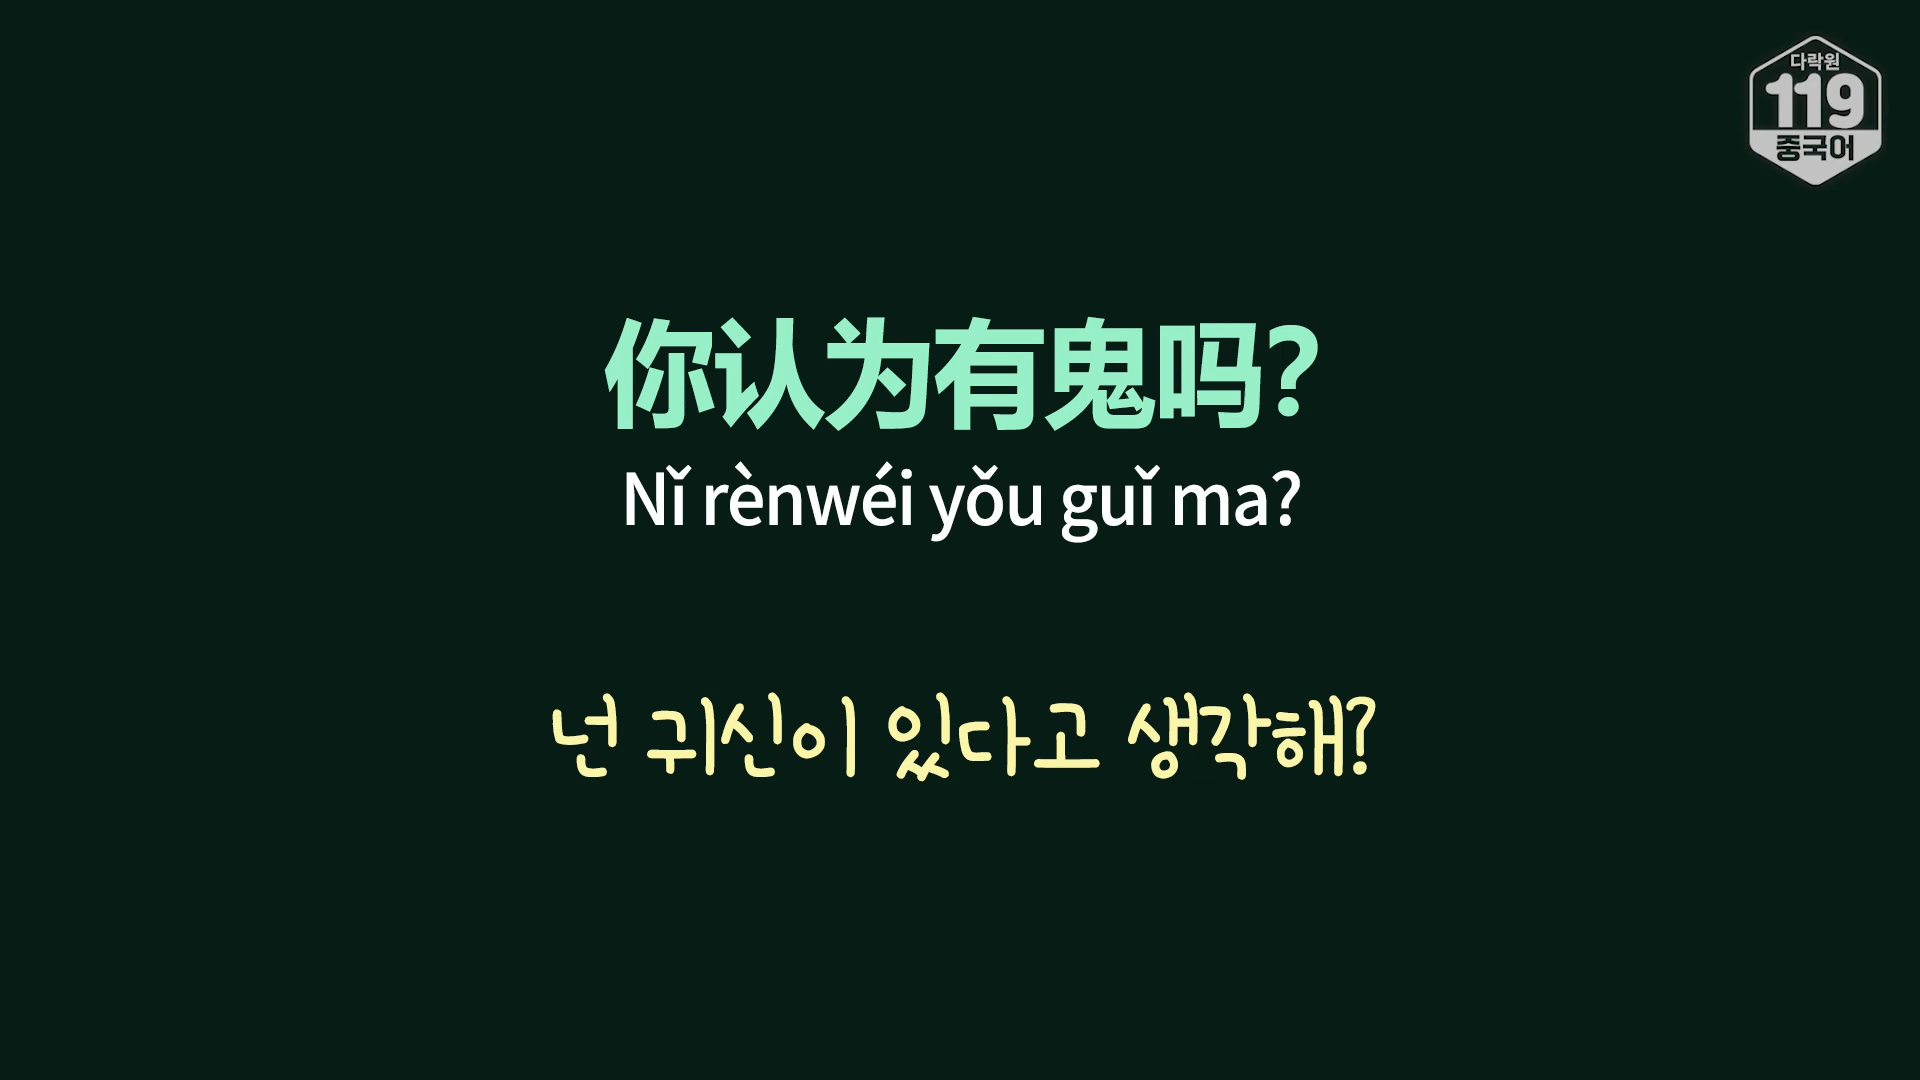 다락원
119
중국어
你认为有鬼吗?
Nǐ rènwéi yǒu guǐ ma?
넌 귀신이 있다고 생각해?